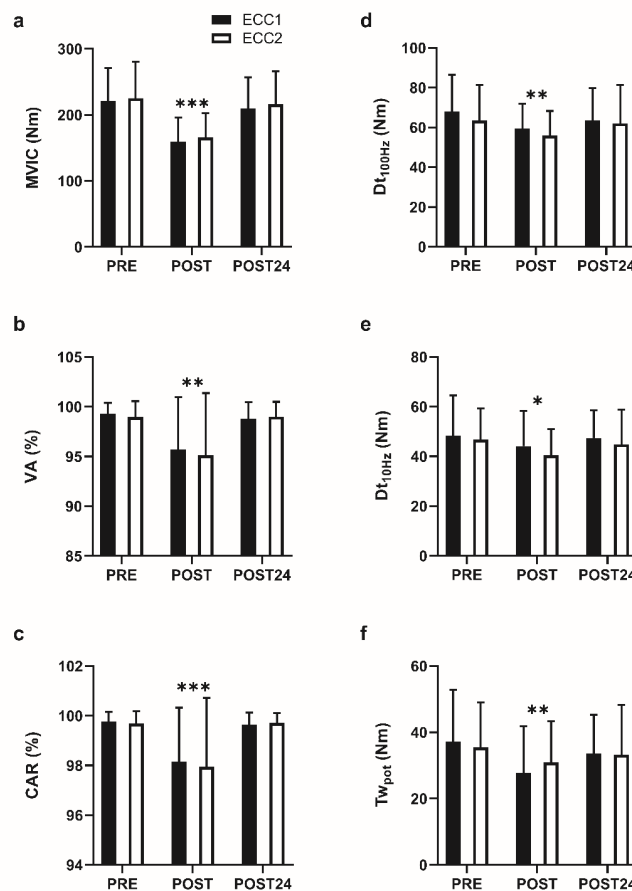 ECC1
ECC2
a
MVIC (Nm)
300
200
100
0
***
PRE POST POST24
b
VA (%)
105
100
95
90
85
**
PRE POST POST24
c
CAR (%)
102
100
98
96
94
***
PRE POST POST24
d
Dt100Hz (Nm)
100
80
60
40
20
0
**
PRE POST POST24
e
Dt10Hz (Nm)
80
60
40
20
0
*
PRE POST POST24
f
Twpot (Nm)
60
40
20
0
**
PRE POST POST24